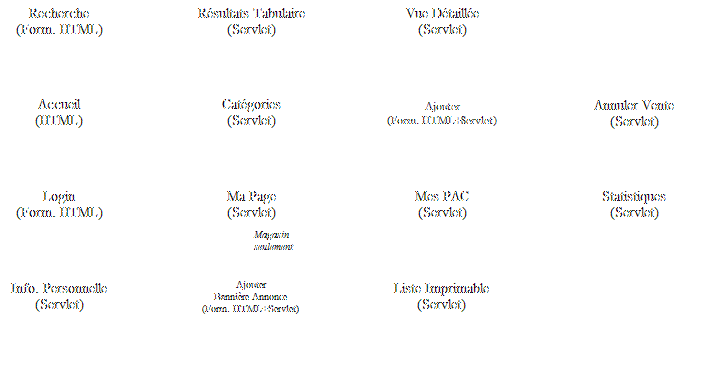 Recherche
(Form. HTML)
Résultats Tabulaire
(Servlet)
Vue Détaillée
(Servlet)
Accueil
(HTML)
Catégories
(Servlet)
Ajouter
(Form. HTML+Servlet)
Annuler Vente
(Servlet)
Login
(Form. HTML)
Ma Page
(Servlet)
Mes PAC
(Servlet)
Statistiques
(Servlet)
Magasin
seulement
Info. Personnelle
(Servlet)
Ajouter
Bannière Annonce
(Form. HTML+Servlet)
Liste Imprimable
(Servlet)